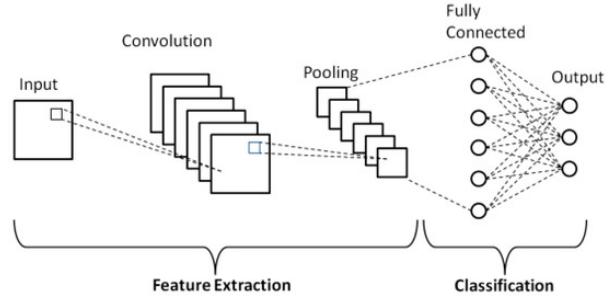 Input
Convolution
Pooling
Fully
Connected
Output
Feature Extraction
Classification